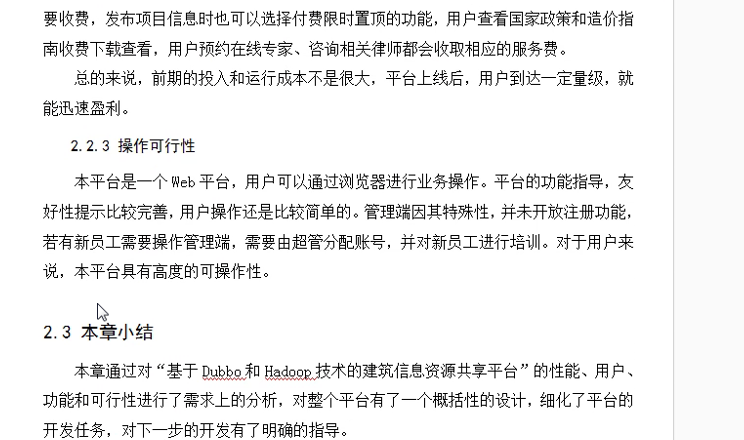 要收费，发布项目信息时也可以选择付费限时置顶的功能，用户查看国家政策和造价指
南收费下载查看，用户预约在线专家、咨询相关律师都会收取相应的服务费。
总的来说，前期的投入和运行成本不是很大，平台上线后，用户到达一定量级，就
能迅速盈利。
2.2.3 操作可行性
本平台是一个 Web 平台，用户可以通过浏览器进行业务操作。平台的功能指导，友
好性提示比较完善，用户操作还是比较简单的。管理端因其特殊性，并未开放注册功能，
若有新员工需要操作管理端，需要由超管分配账号，并对新员工进行培训。对于用户来
说，本平台具有高度的可操作性。
2.3 本章小结
本章通过对“基于 Dubbo 和 Hadoop 技术的建筑信息资源共享平台”的性能、用户、
功能和可行性进行了需求上的分析，对整个平台有了一个概括性的设计，细化了平台的
开发任务，对下一步的开发有了明确的指导。